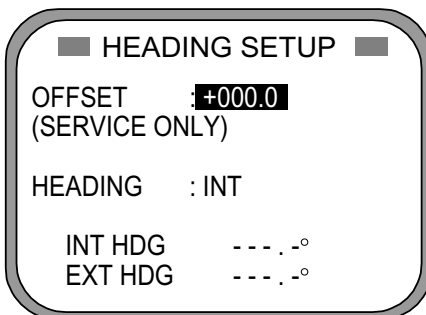 HEADING SETUP
OFFSET : +000.0
(SERVICE ONLY)
HEADING : INT
INT HDG - - - . -°
EXT HDG - - - . -°